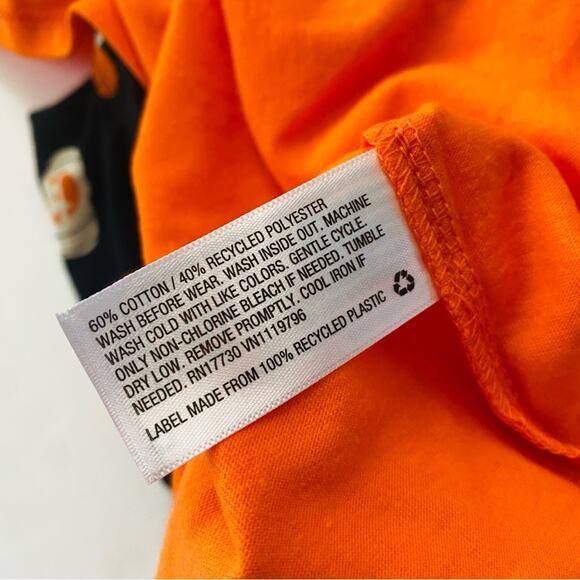 60% COTTON / 40% RECYCLED POLYESTER
WASH BEFORE WEAR. WASH INSIDE OUT. MACHINE
WASH COLD WITH LIKE COLORS. GENTLE CYCLE
ONLY NON-CHLORINE BLEACH IF NEEDED. TUMBLE
DRY LOW. REMOVE PROMPTLY. COOL IRON IF
NEEDED. RN17730 VN1119796
LABEL MADE FROM 100% RECYCLED PLASTIC